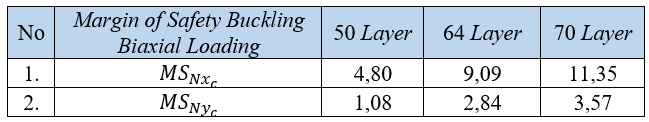 No Margin of Safety Buckling Biaxial Loading 50 Layer 64 Layer 70 Layer
1. MS_{Nx_c} 4,80 9,09 11,35
2. MS_{Ny_c} 1,08 2,84 3,57